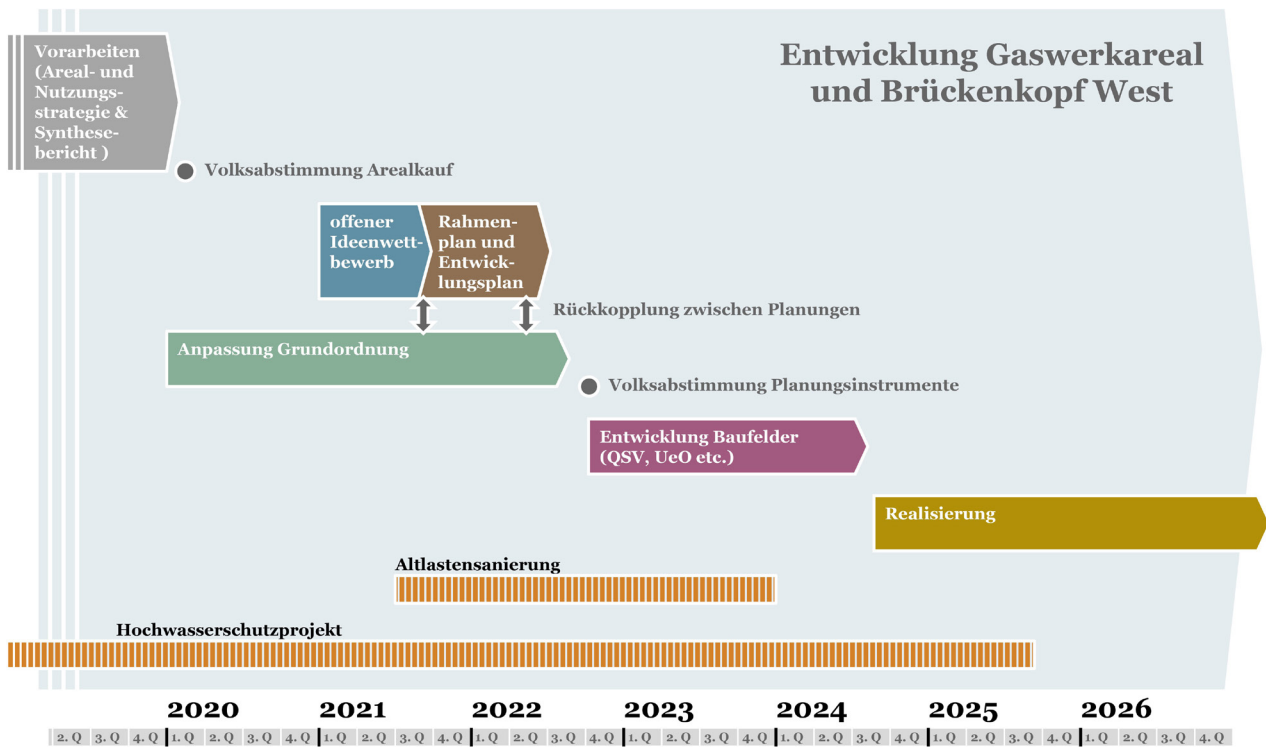 Entwicklung Gaswerkareal
und Brückenkopf West
Vorarbeiten
(Areal- und
Nutzungs-
strategie &
Synthese-
bericht )
Volksabstimmung Arealkauf
offener
Ideenwett-
bewerb
Rahmen-
plan und
Entwick-
lungsplan
Rückkopplung zwischen Planungen
Anpassung Grundordnung
Volksabstimmung Planungsinstrumente
Entwicklung Baufelder
(QSV, UeO etc.)
Realisierung
Altlastensanierung
Hochwasserschutzprojekt
2020 2021 2022 2023 2024 2025 2026
2. Q 3. Q 4. Q 1. Q 2. Q 3. Q 4. Q 1. Q 2. Q 3. Q 4. Q 1. Q 2. Q 3. Q 4. Q 1. Q 2. Q 3. Q 4. Q 1. Q 2. Q 3. Q 4. Q 1. Q 2. Q 3. Q 4. Q 1. Q 2. Q 3. Q 4. Q